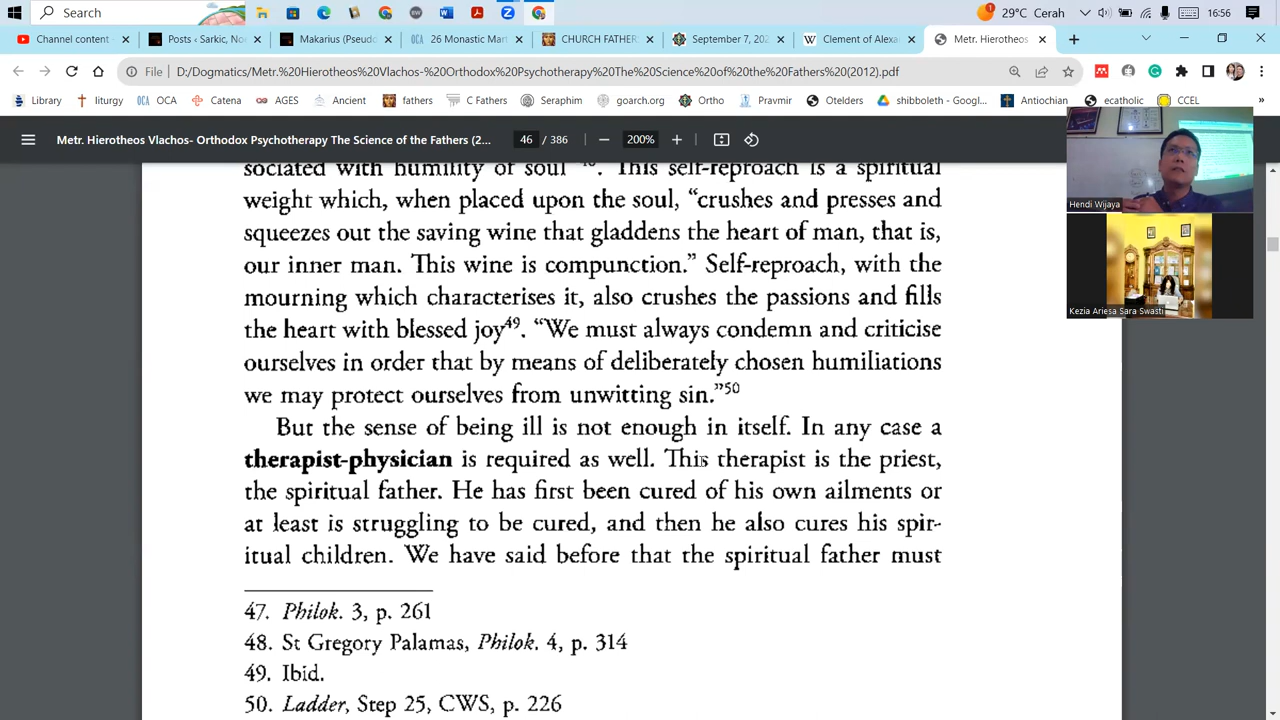 Search
29°C Cerah
16:56
Channel content
Posts ‹ Sarkic, No
Makarius (Pseudo
26 Monastic Mart
CHURCH FATHER
September 7, 202
Clement of Alexa
Metr. Hierotheos
File
D:/Dogmatics/Metr.%20Hierotheos%20Vlachos-%20Orthodox%20Psychotherapy%20The%20Science%20of%20the%20Fathers%20(2012).pdf
Library
liturgy
OCA
Catena
AGES
Ancient
fathers
C Fathers
Seraphim
goarch.org
Ortho
Pravmir
Otelders
shibboleth - Googl...
Antiochian
ecatholic
CCEL
Metr. Hierotheos Vlachos- Orthodox Psychotherapy The Science of the Fathers (2...
46 / 386
200%
Hendi Wijaya
Kezia Ariesa Sara Swasti
sociated with humility of soul
. This self-reproach is a spiritual
weight which, when placed upon the soul, “crushes and presses and
squeezes out the saving wine that gladdens the heart of man, that is,
our inner man. This wine is compunction.” Self-reproach, with the
mourning which characterises it, also crushes the passions and fills
the heart with blessed joy49. “We must always condemn and criticise
ourselves in order that by means of deliberately chosen humiliations
we may protect ourselves from unwitting sin.”50
But the sense of being ill is not enough in itself. In any case a
therapist-physician is required as well. This therapist is the priest,
the spiritual father. He has first been cured of his own ailments or
at least is struggling to be cured, and then he also cures his spir-
itual children. We have said before that the spiritual father must
47. Philok. 3, p. 261
48. St Gregory Palamas, Philok. 4, p. 314
49. Ibid.
50. Ladder, Step 25, CWS, p. 226